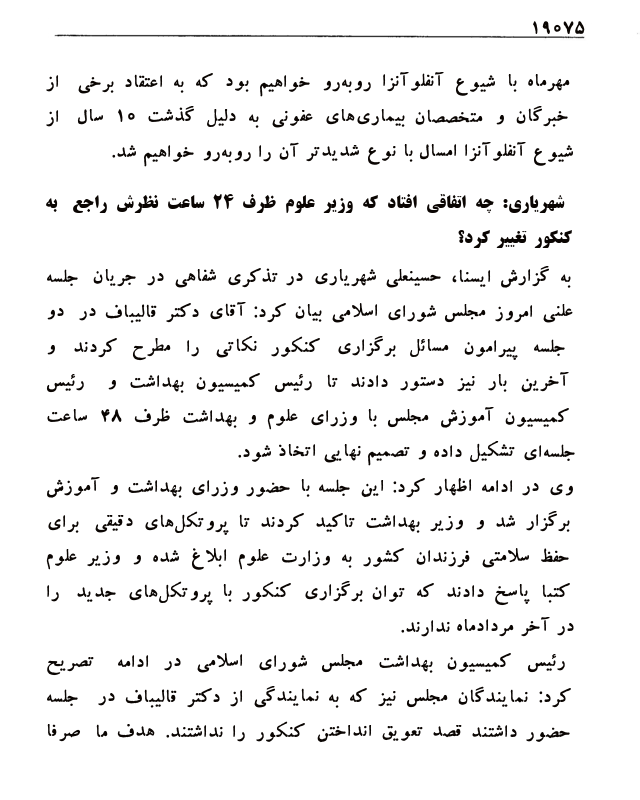 ۱۹۰۷۵
مهرماه با شیوع آنفلوآنزا روبه‌رو خواهیم بود که به اعتقاد برخی از
خبرگان و متخصصان بیماری‌های عفونی به دلیل گذشت ۱۰ سال از
شیوع آنفلوآنزا امسال با نوع شدیدتر آن را روبه‌رو خواهیم شد.
شهریاری: چه اتفاقی افتاد که وزیر علوم ظرف ۲۴ ساعت نظرش راجع به
کنکور تغییر کرد؟
به گزارش ایسنا، حسینعلی شهریاری در تذکری شفاهی در جریان جلسه
علنی امروز مجلس شورای اسلامی بیان کرد: آقای دکتر قالیباف در دو
جلسه پیرامون مسائل برگزاری کنکور نکاتی را مطرح کردند و
آخرین بار نیز دستور دادند تا رئیس کمیسیون بهداشت و رئیس
کمیسیون آموزش مجلس با وزرای علوم و بهداشت ظرف ۴۸ ساعت
جلسه‌ای تشکیل داده و تصمیم نهایی اتخاذ شود.
وی در ادامه اظهار کرد: این جلسه با حضور وزرای بهداشت و آموزش
برگزار شد و وزیر بهداشت تاکید کردند تا پروتکل‌های دقیقی برای
حفظ سلامتی فرزندان کشور به وزارت علوم ابلاغ شده و وزیر علوم
کتبا پاسخ دادند که توان برگزاری کنکور با پروتکل‌های جدید را
در آخر مردادماه ندارند.
رئیس کمیسیون بهداشت مجلس شورای اسلامی در ادامه تصریح
کرد: نمایندگان مجلس نیز که به نمایندگی از دکتر قالیباف در جلسه
حضور داشتند قصد تعویق انداختن کنکور را نداشتند. هدف ما صرفا